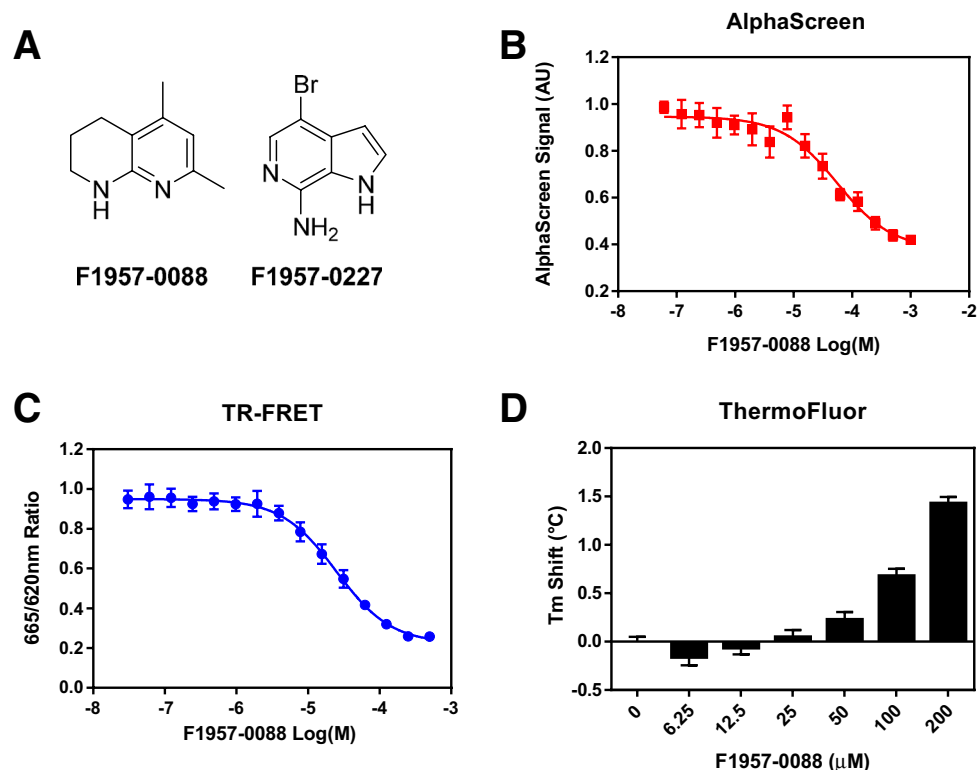 A
Br
N
H
N
N
NH₂
N
H
F1957-0088
F1957-0227
B
AlphaScreen
AlphaScreen Signal (AU)
1.2
1.0
0.8
0.6
0.4
0.2
-8 -7 -6 -5 -4 -3 -2
F1957-0088 Log(M)
C
TR-FRET
665/620nm Ratio
1.2
1.0
0.8
0.6
0.4
0.2
0.0
-8 -7 -6 -5 -4 -3
F1957-0088 Log(M)
D
ThermoFluor
Tm Shift (°C)
2.0
1.5
1.0
0.5
0.0
-0.5
0 6.25 12.5 25 50 100 200
F1957-0088 (μM)